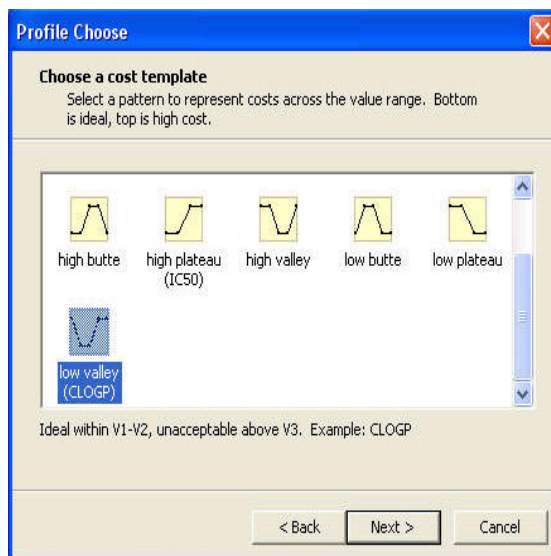 Profile Choose
Choose a cost template
Select a pattern to represent costs across the value range. Bottom
is ideal, top is high cost.
high butte
high plateau
(IC50)
high valley
low butte
low plateau
low valley
(CLOGP)
Ideal within V1-V2, unacceptable above V3. Example: CLOGP
< Back
Next >
Cancel